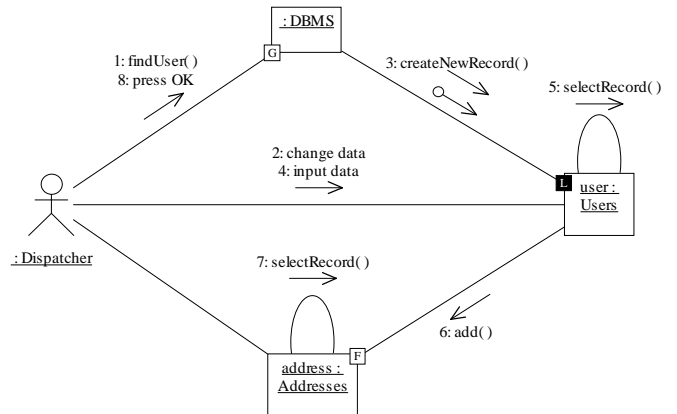 : DBMS
G
1: findUser( )
8: press OK
3: createNewRecord( )
5: selectRecord( )
2: change data
4: input data
L
user :
Users
: Dispatcher
7: selectRecord( )
6: add( )
F
address :
Addresses